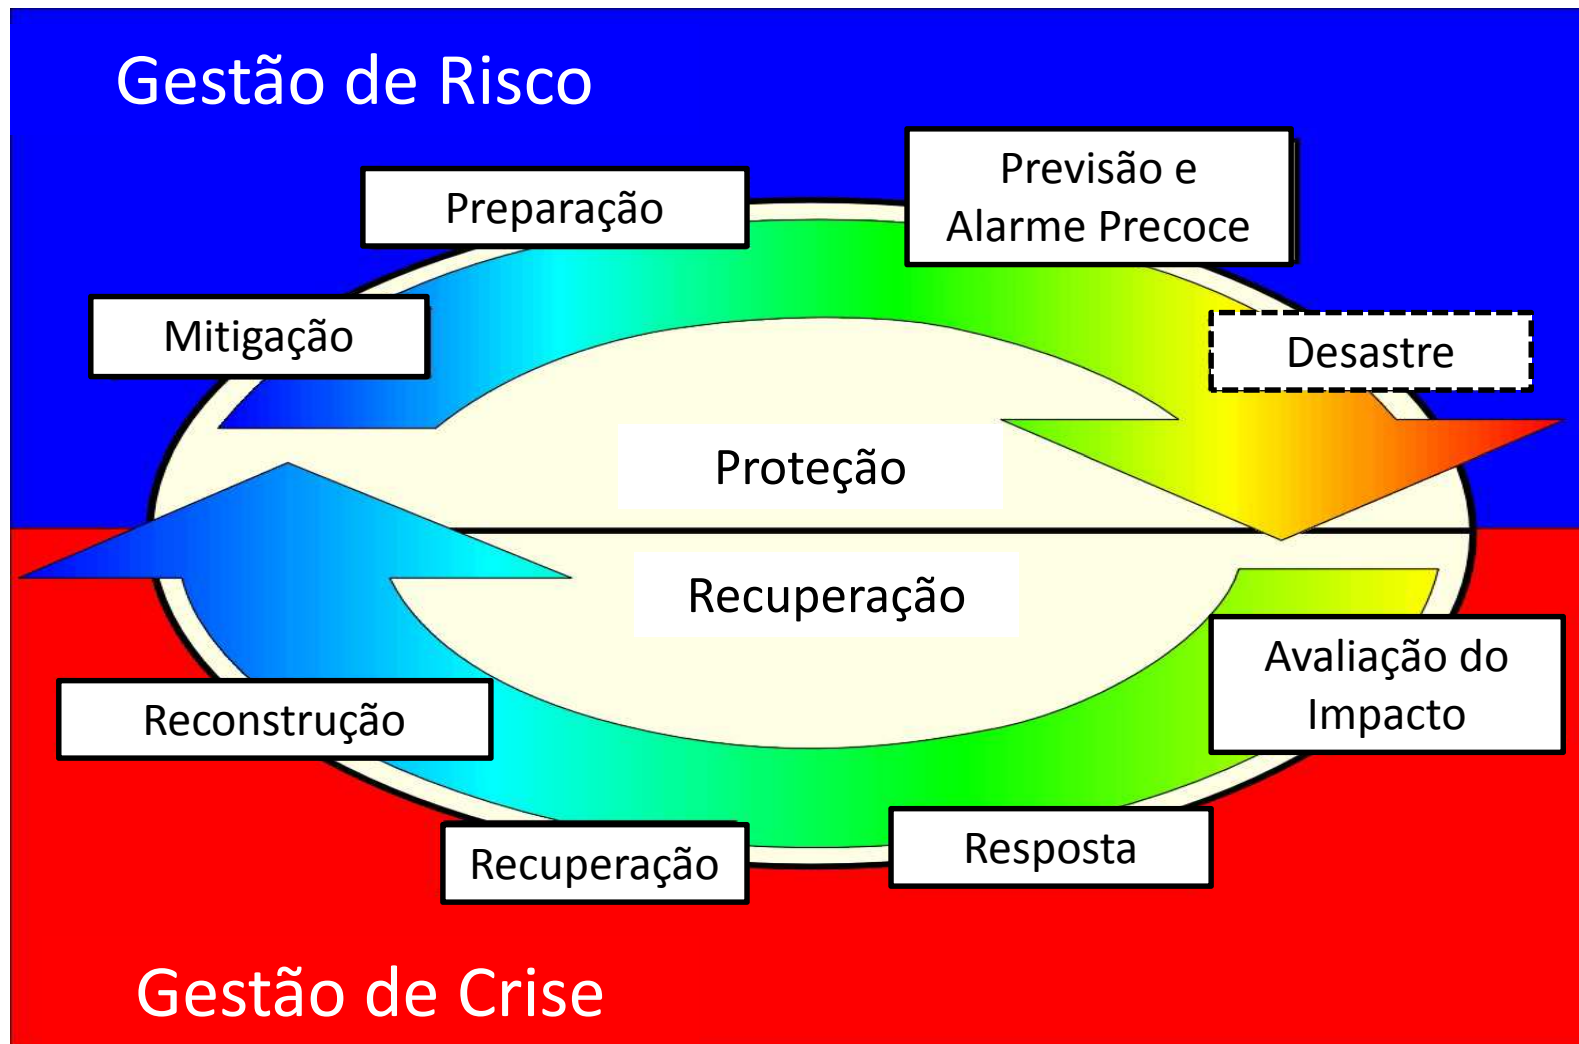 Gestão de Risco
Previsão e
Alarme Precoce
Preparação
Mitigação
Desastre
Proteção
Recuperação
Avaliação do
Impacto
Reconstrução
Resposta
Recuperação
Gestão de Crise